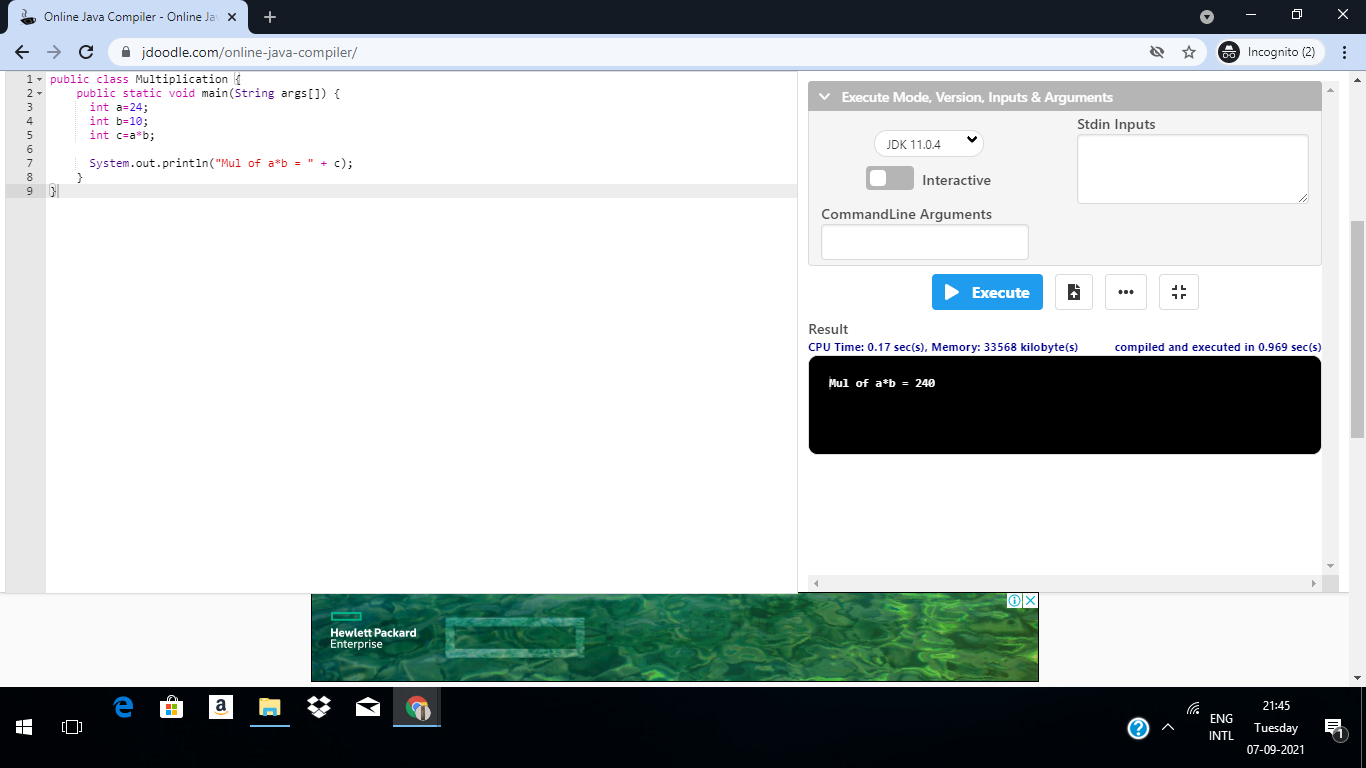 Online Java Compiler - Online Ja
jdoodle.com/online-java-compiler/
Incognito (2)
1 public class Multiplication {
2 public static void main(String args[]) {
3 int a=24;
4 int b=10;
5 int c=a*b;
6
7 System.out.println("Mul of a*b = " + c);
8 }
9 }
Execute Mode, Version, Inputs & Arguments
JDK 11.0.4
Interactive
Stdin Inputs
CommandLine Arguments
Execute
Result
CPU Time: 0.17 sec(s), Memory: 33568 kilobyte(s)
compiled and executed in 0.969 sec(s)
Mul of a*b = 240
Hewlett Packard
Enterprise
ENG
INTL
21:45
Tuesday
07-09-2021
1